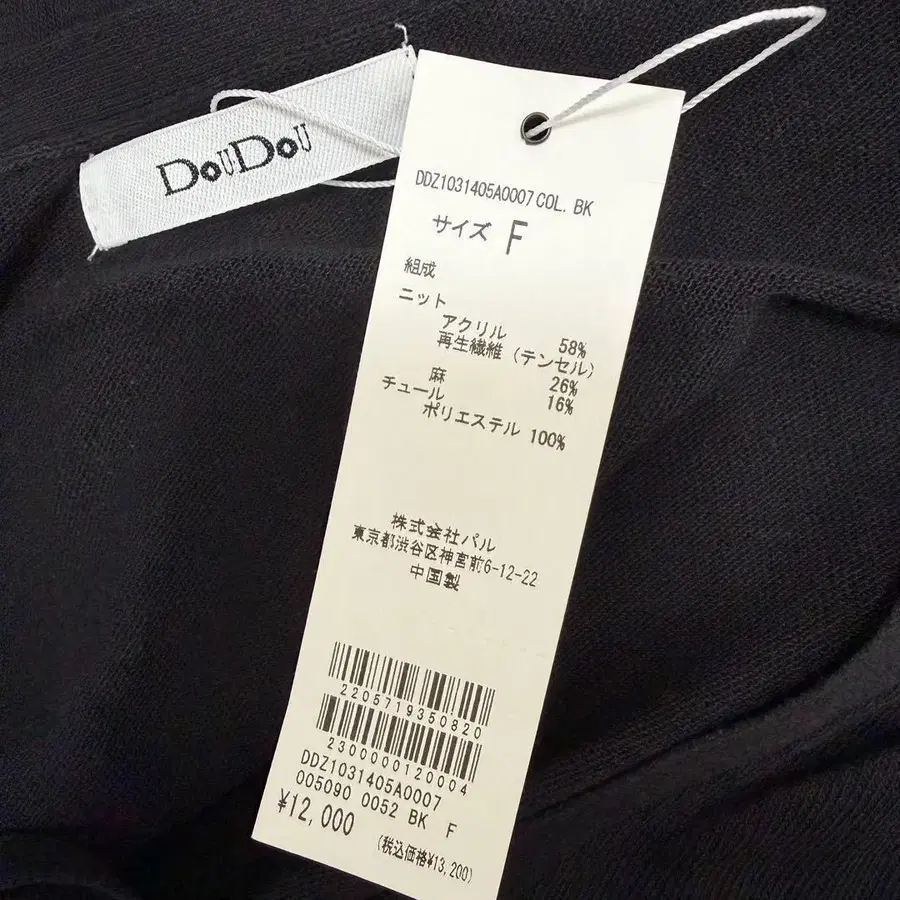 DOUDOU
DDZ1031405A0007 COL. BK
サイズ F
組成
ニット
アクリル 58%
再生繊維 (テンセル) 26%
麻 16%
チュール
ポリエステル 100%
株式会社パル
東京都渋谷区神宮前6-12-22
中国製
2205719350820
2300000120004
DDZ1031405A0007
005090 0052 BK F
¥12,000
(税込価格¥13,200)